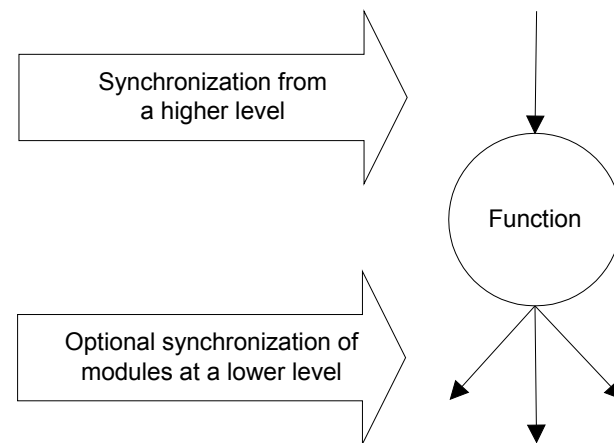 Synchronization from
a higher level
Function
Optional synchronization of
modules at a lower level